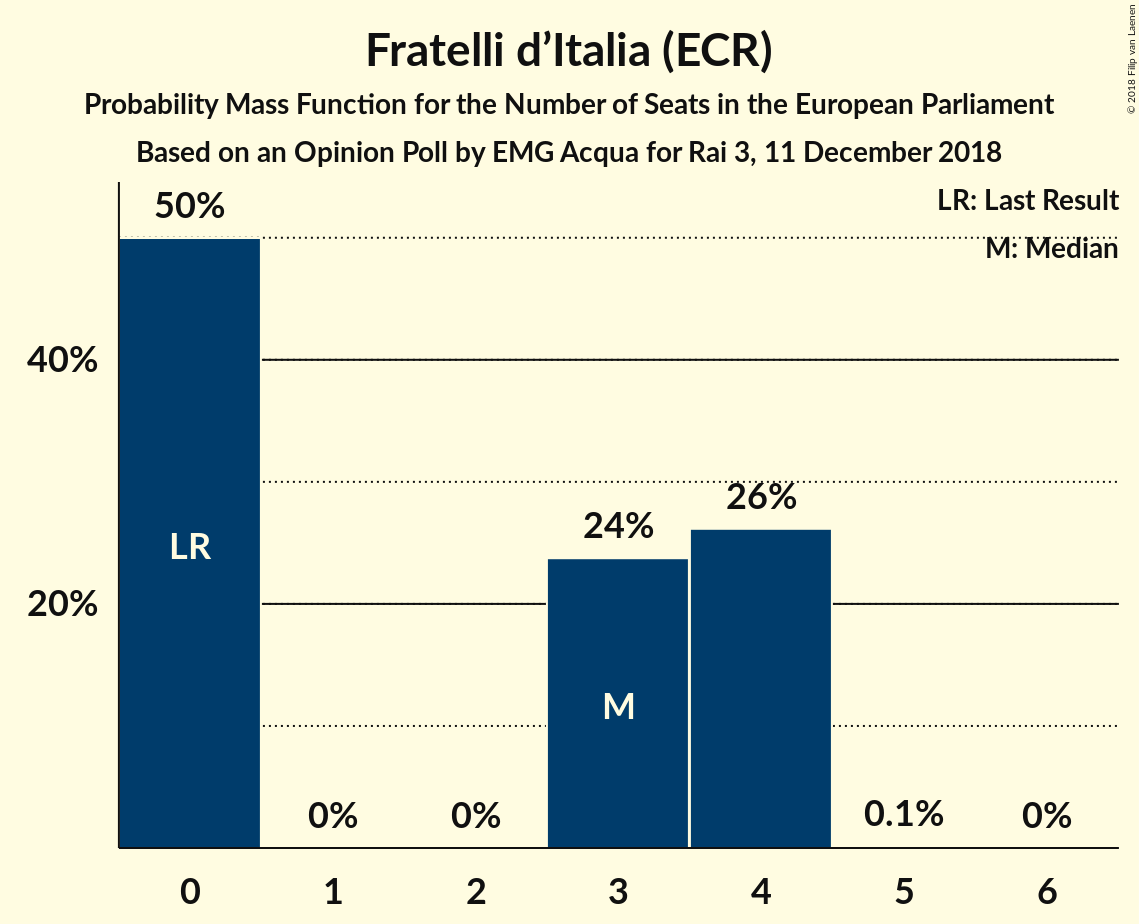 Fratelli d’Italia (ECR)
Probability Mass Function for the Number of Seats in the European Parliament
Based on an Opinion Poll by EMG Acqua for Rai 3, 11 December 2018
© 2018 Filip van Laenen
LR: Last Result
M: Median
50%
40%
26%
24%
LR
20%
M
0%
0%
0.1%
0%
0 1 2 3 4 5 6